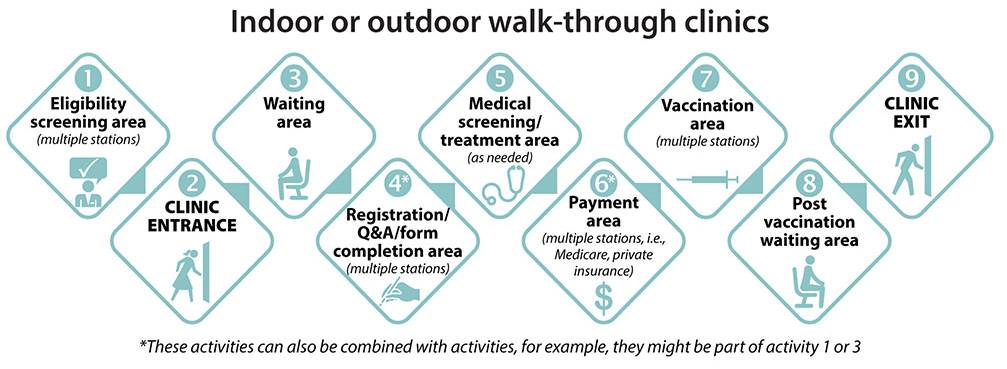 Indoor or outdoor walk-through clinics
1
Eligibility
screening area
(multiple stations)
2
CLINIC
ENTRANCE
3
Waiting
area
4*
Registration/
Q&A/form
completion area
(multiple stations)
5
Medical
screening/
treatment area
(as needed)
6*
Payment
area
(multiple stations, i.e.,
Medicare, private
insurance)
$
7
Vaccination
area
(multiple stations)
8
Post
vaccination
waiting area
9
CLINIC
EXIT
*These activities can also be combined with activities, for example, they might be part of activity 1 or 3